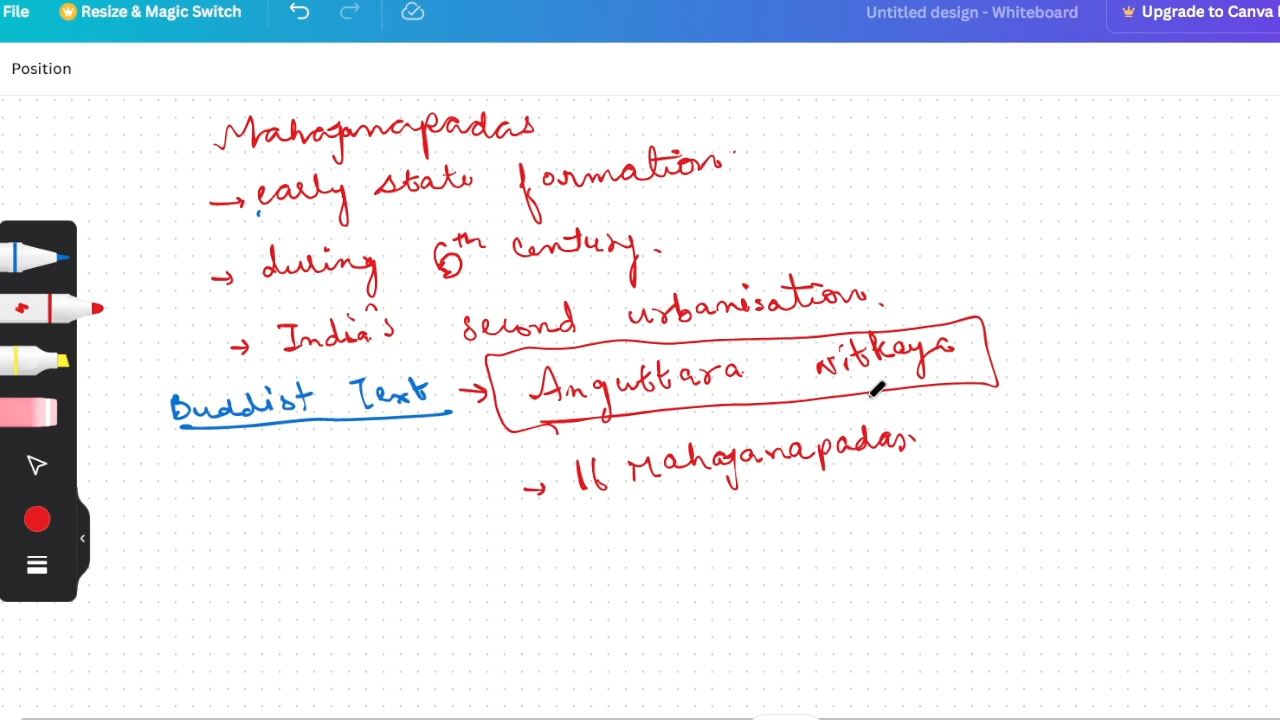 File Resize & Magic Switch Untitled design - Whiteboard Upgrade to Canva
Position
Mahajanapadas
→ early state formation.
→ during 6th century.
→ India's second urbanisation.
Buddist Text → Anguttara Nitkaya
→ 16 Mahajanapadas.